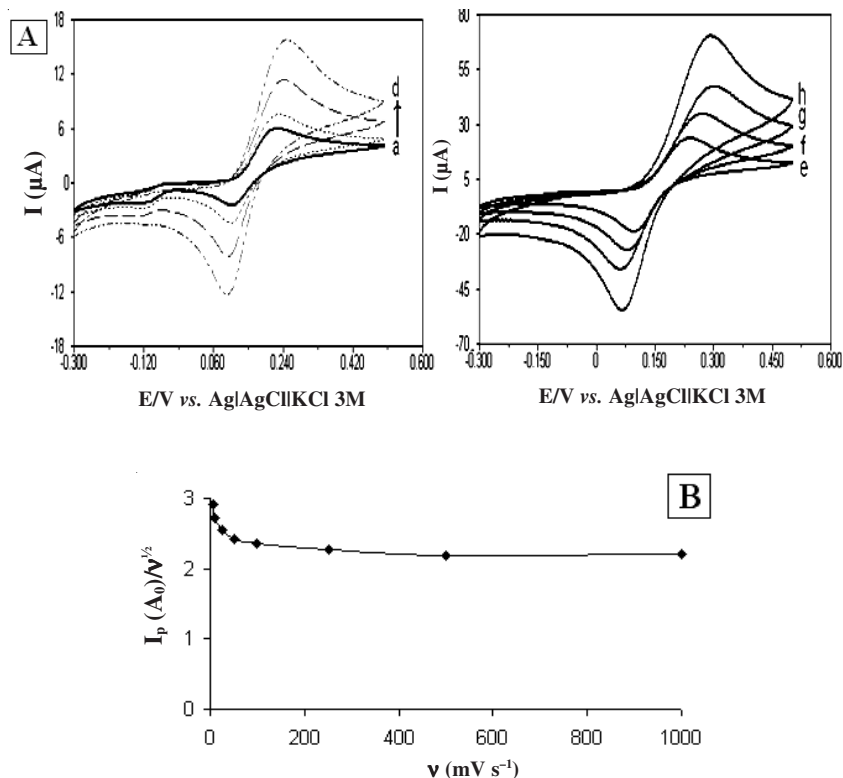 A
18
12
6
0
-6
-12
-18
I (μA)
d
a
-0.300 -0.120 0.060 0.240 0.420 0.600
E/V vs. Ag|AgCl||KCl 3M
80
55
30
5
-20
-45
-70
I (μA)
h
g
f
e
-0.300 -0.150 0 0.150 0.300 0.450 0.600
E/V vs. Ag|AgCl||KCl 3M
B
3
2
1
0
Iₚ (A₀)/ν^½
0 200 400 600 800 1000
ν (mV s⁻¹)